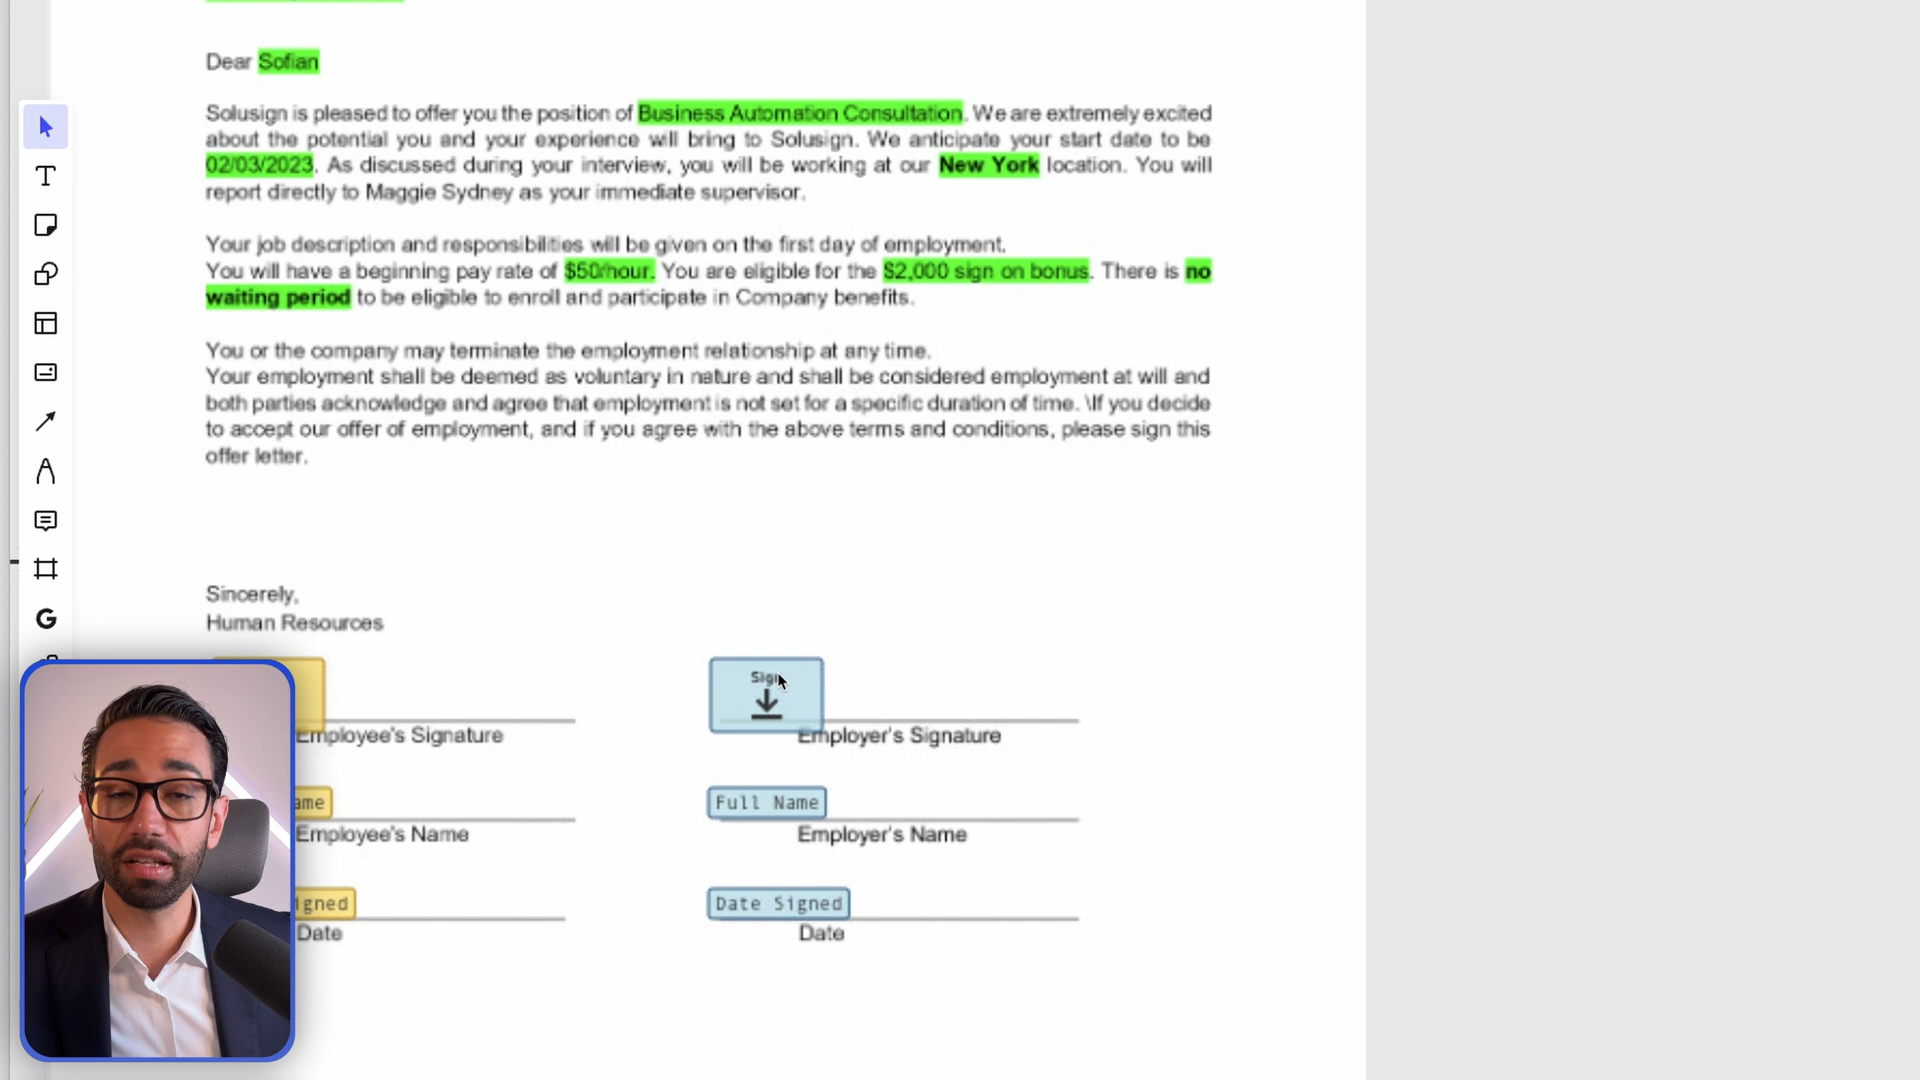 Dear Sofian
Solusign is pleased to offer you the position of Business Automation Consultation. We are extremely excited
about the potential you and your experience will bring to Solusign. We anticipate your start date to be
02/03/2023. As discussed during your interview, you will be working at our New York location. You will
report directly to Maggie Sydney as your immediate supervisor.
Your job description and responsibilities will be given on the first day of employment.
You will have a beginning pay rate of $50/hour. You are eligible for the $2,000 sign on bonus. There is no
waiting period to be eligible to enroll and participate in Company benefits.
You or the company may terminate the employment relationship at any time.
Your employment shall be deemed as voluntary in nature and shall be considered employment at will and
both parties acknowledge and agree that employment is not set for a specific duration of time. \If you decide
to accept our offer of employment, and if you agree with the above terms and conditions, please sign this
offer letter.
Sincerely,
Human Resources
Sign
Employee's Signature
Employer's Signature
ame
Full Name
Employee's Name
Employer's Name
igned
Date Signed
Date
Date